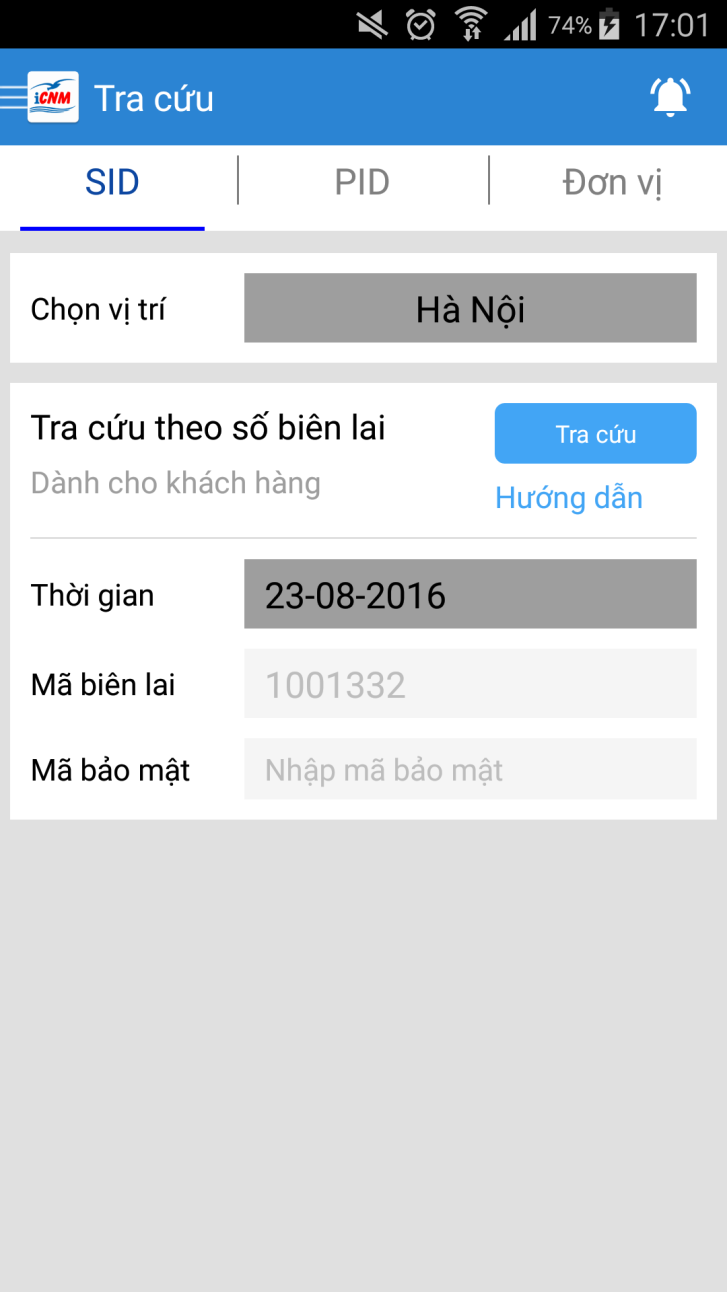 74% 17:01
iCNM Tra cứu
SID PID Đơn vị
Chọn vị trí Hà Nội
Tra cứu theo số biên lai Tra cứu
Dành cho khách hàng Hướng dẫn
Thời gian 23-08-2016
Mã biên lai 1001332
Mã bảo mật Nhập mã bảo mật